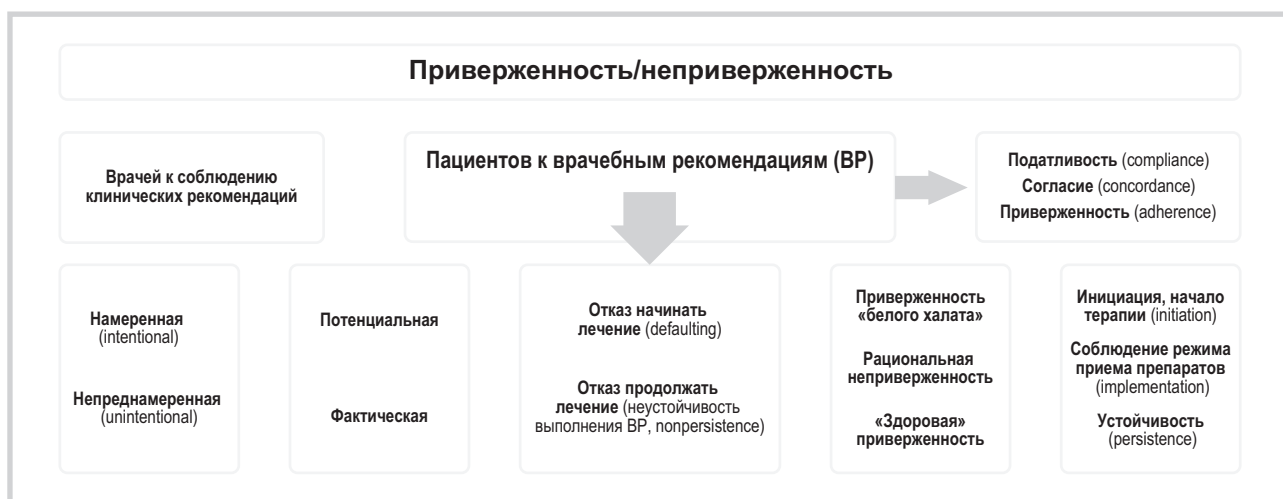 Приверженность/неприверженность
Врачей к соблюдению
клинических рекомендаций
Пациентов к врачебным рекомендациям (ВР)
Податливость (compliance)
Согласие (concordance)
Приверженность (adherence)
Намеренная
(intentional)
Непреднамеренная
(unintentional)
Потенциальная
Фактическая
Отказ начинать
лечение (defaulting)
Отказ продолжать
лечение (неустойчивость
выполнения ВР, nonpersistence)
Приверженность
«белого халата»
Рациональная
неприверженность
«Здоровая»
приверженность
Инициация, начало
терапии (initiation)
Соблюдение режима
приема препаратов
(implementation)
Устойчивость
(persistence)